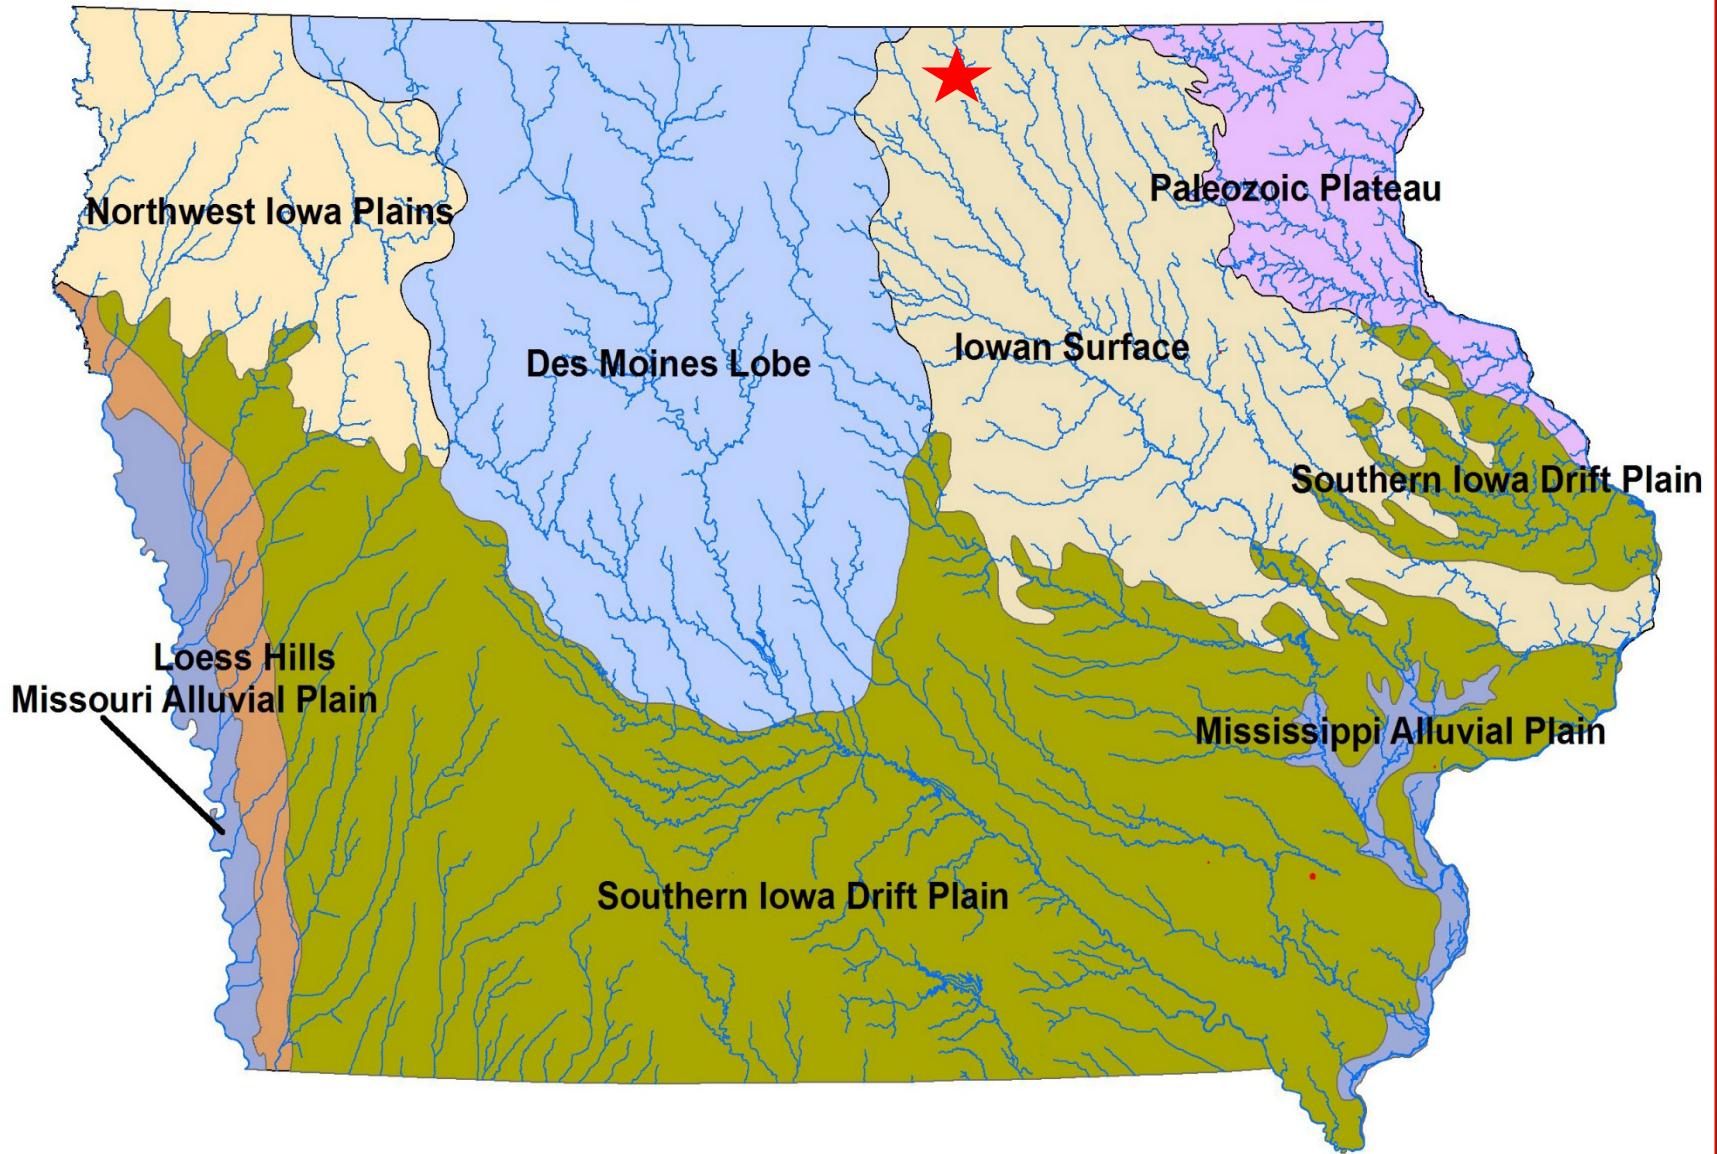 Paleozoic Plateau
Northwest Iowa Plains
Iowan Surface
Des Moines Lobe
Southern Iowa Drift Plain
Loess Hills
Missouri Alluvial Plain
Mississippi Alluvial Plain
Southern Iowa Drift Plain